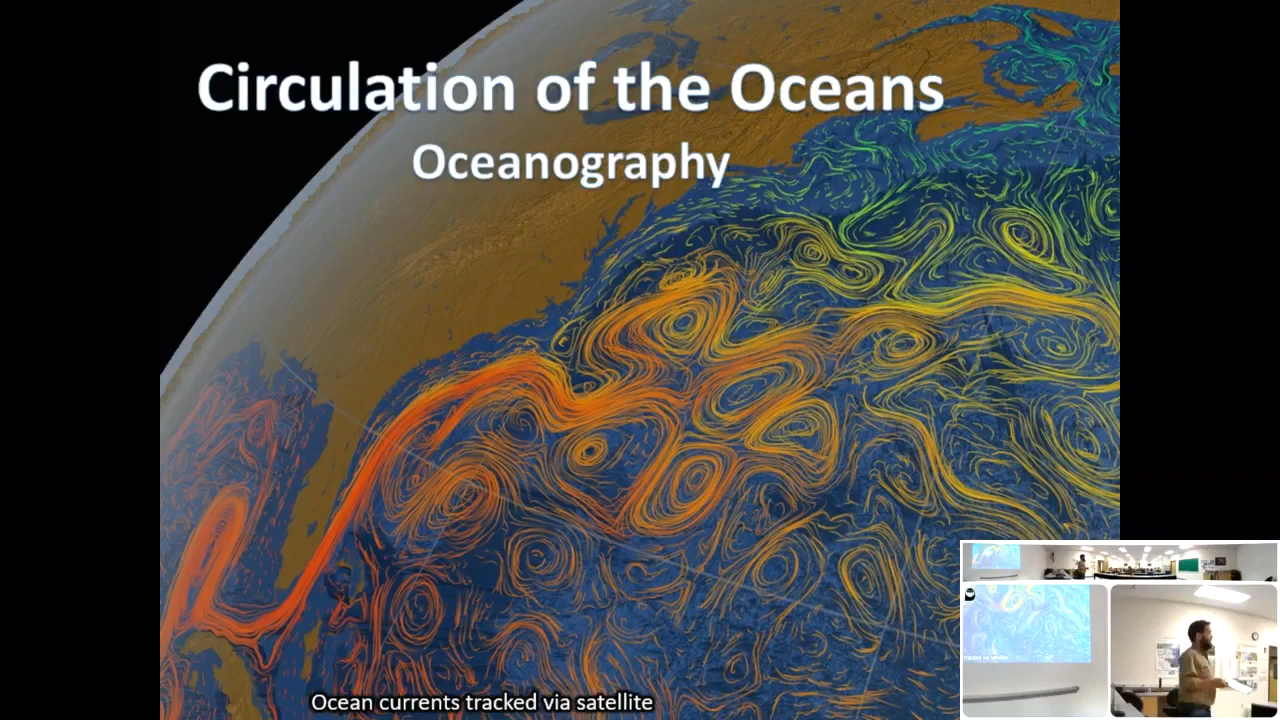 Circulation of the Oceans
Oceanography
Ocean currents tracked via satellite